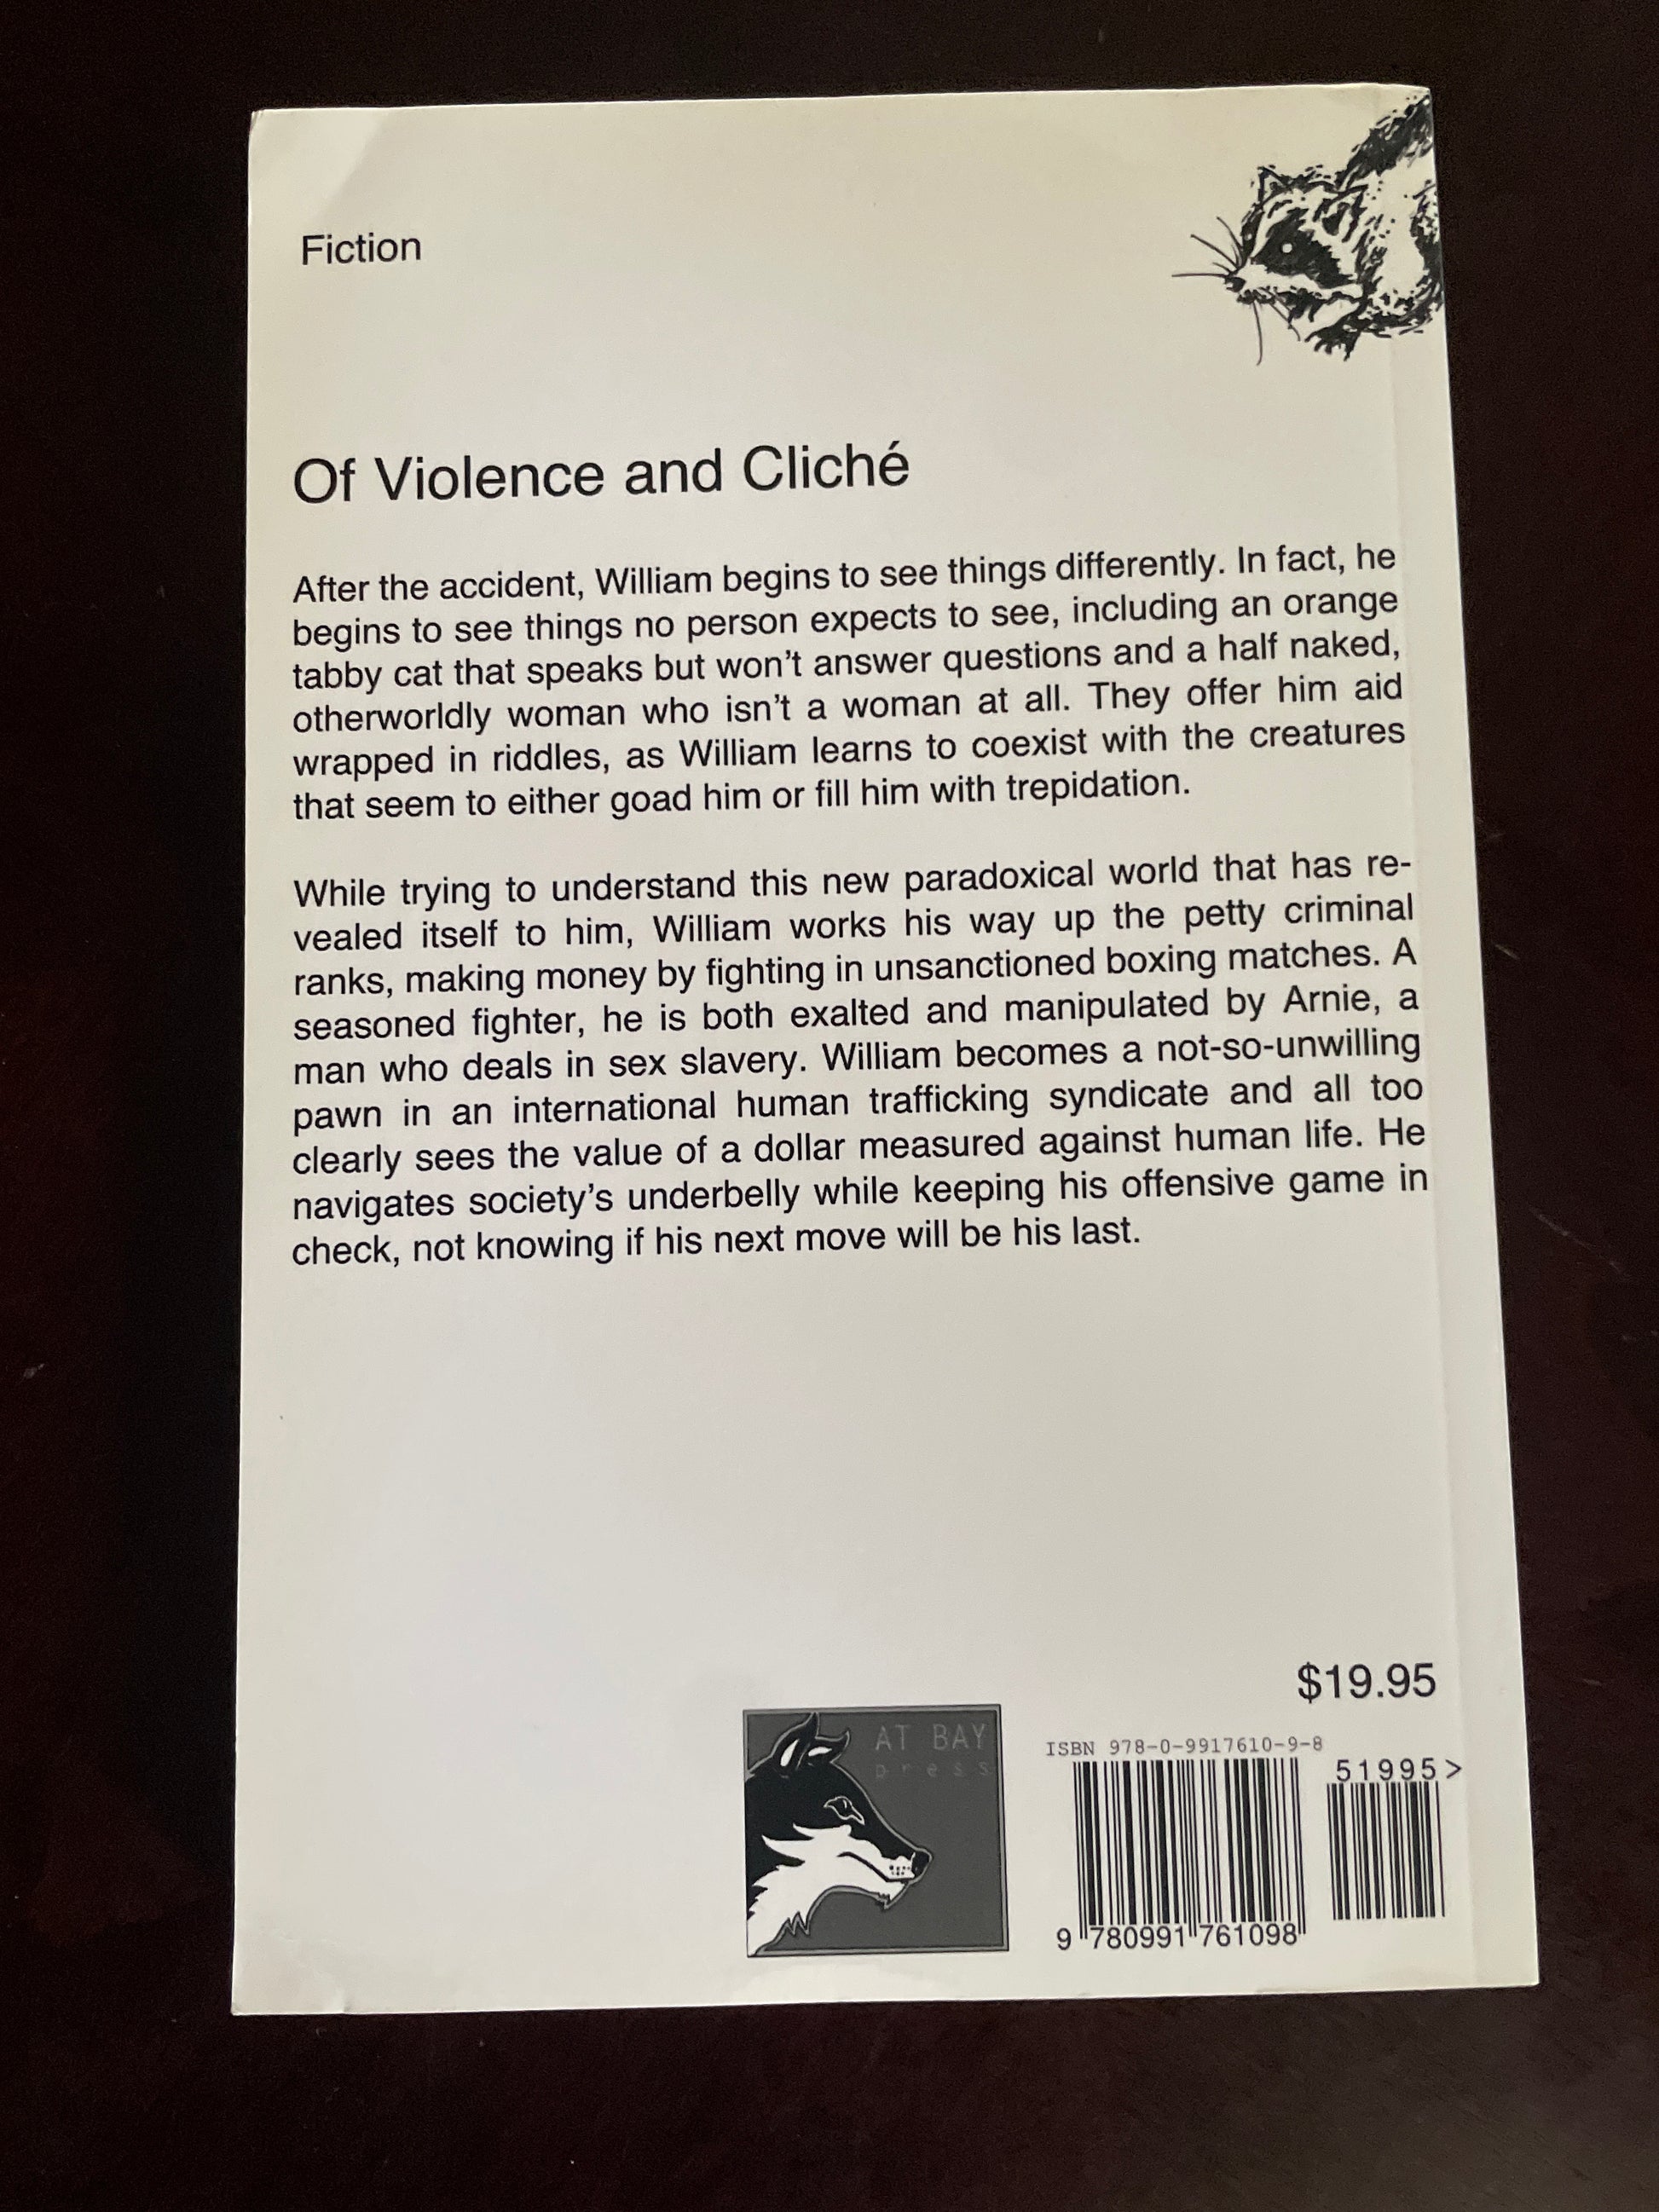 Fiction
Of Violence and Cliché
After the accident, William begins to see things differently. In fact, he
begins to see things no person expects to see, including an orange
tabby cat that speaks but won't answer questions and a half naked,
otherworldly woman who isn't a woman at all. They offer him aid
wrapped in riddles, as William learns to coexist with the creatures
that seem to either goad him or fill him with trepidation.
While trying to understand this new paradoxical world that has re-
vealed itself to him, William works his way up the petty criminal
ranks, making money by fighting in unsanctioned boxing matches. A
seasoned fighter, he is both exalted and manipulated by Arnie, a
man who deals in sex slavery. William becomes a not-so-unwilling
pawn in an international human trafficking syndicate and all too
clearly sees the value of a dollar measured against human life. He
navigates society's underbelly while keeping his offensive game in
check, not knowing if his next move will be his last.
$19.95
AT BAY
press
ISBN 978-0-9917610-9-8
51995>
9 780991 761098